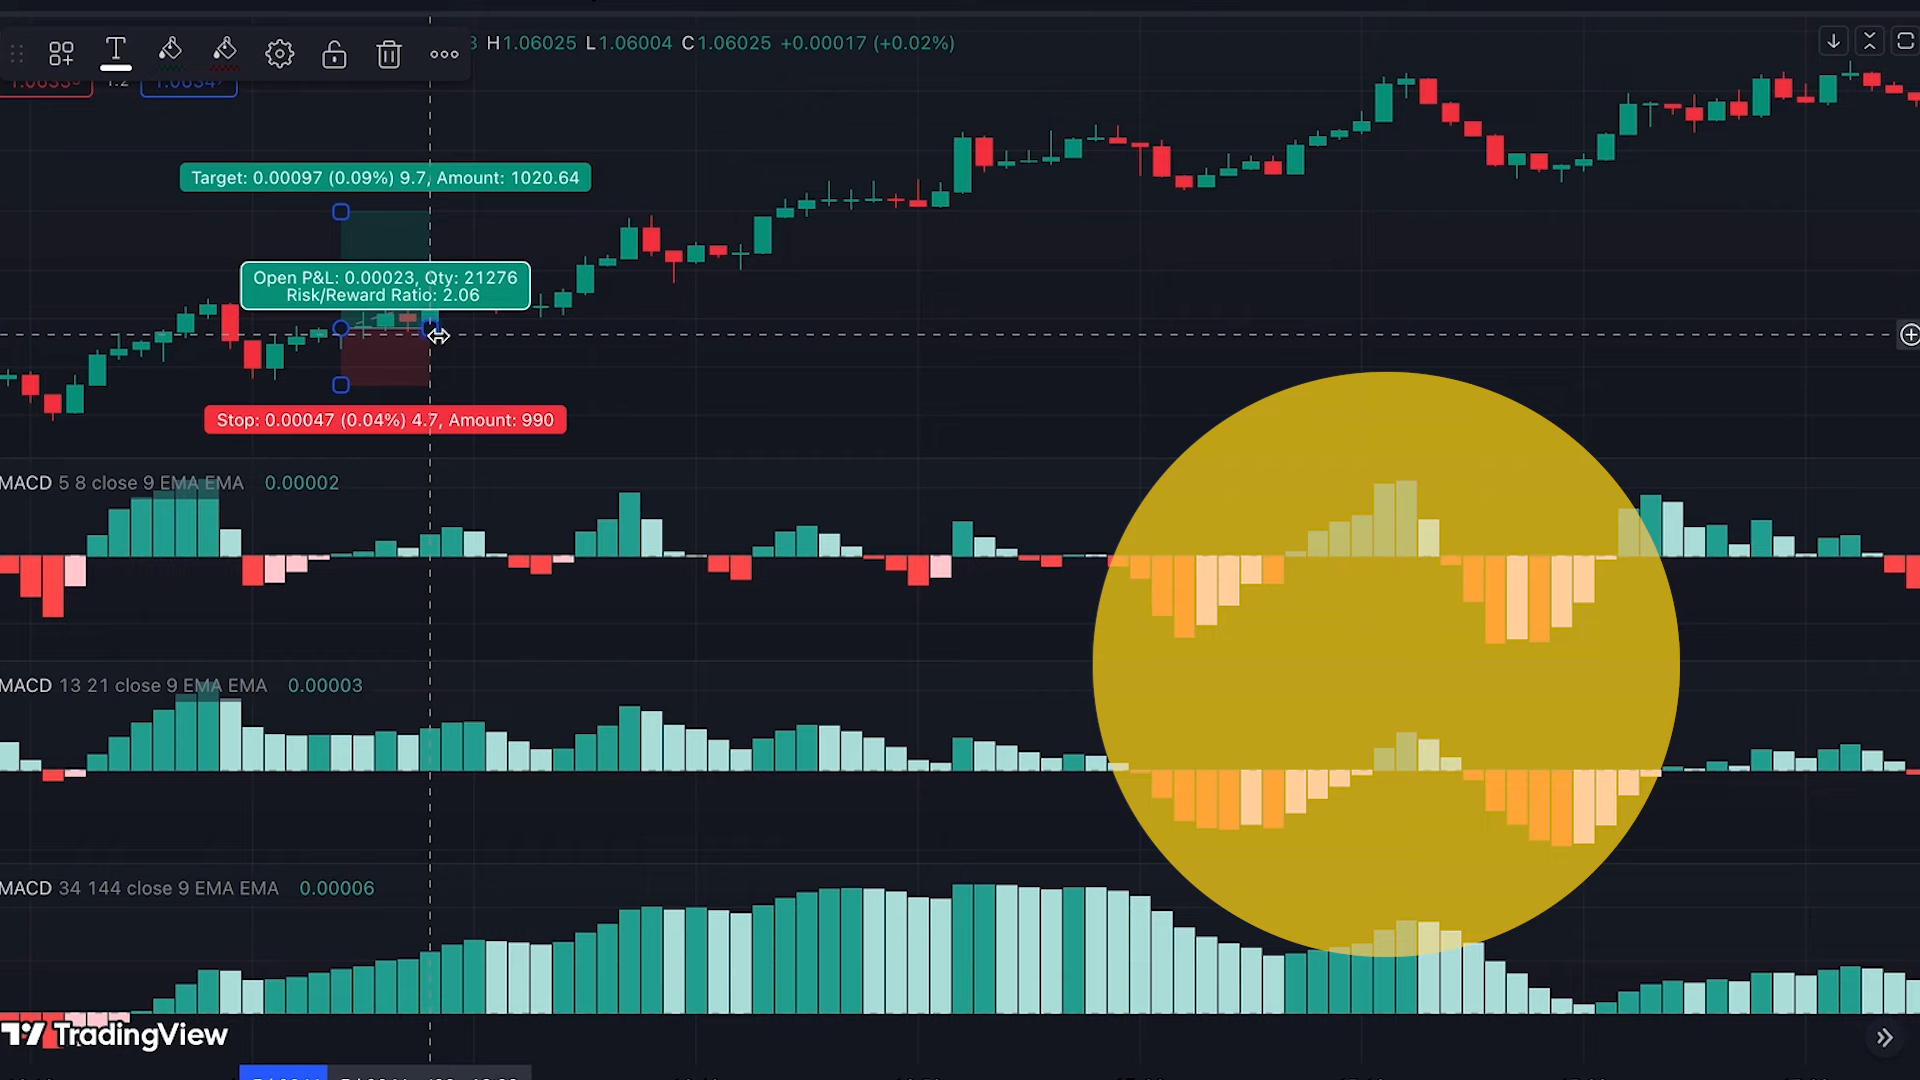 H1.06025 L1.06004 C1.06025 +0.00017 (+0.02%)
Target: 0.00097 (0.09%) 9.7, Amount: 1020.64
Open P&L: 0.00023, Qty: 21276
Risk/Reward Ratio: 2.06
Stop: 0.00047 (0.04%) 4.7, Amount: 990
MACD 5 8 close 9 EMA EMA 0.00002
MACD 13 21 close 9 EMA EMA 0.00003
MACD 34 144 close 9 EMA EMA 0.00006
TradingView